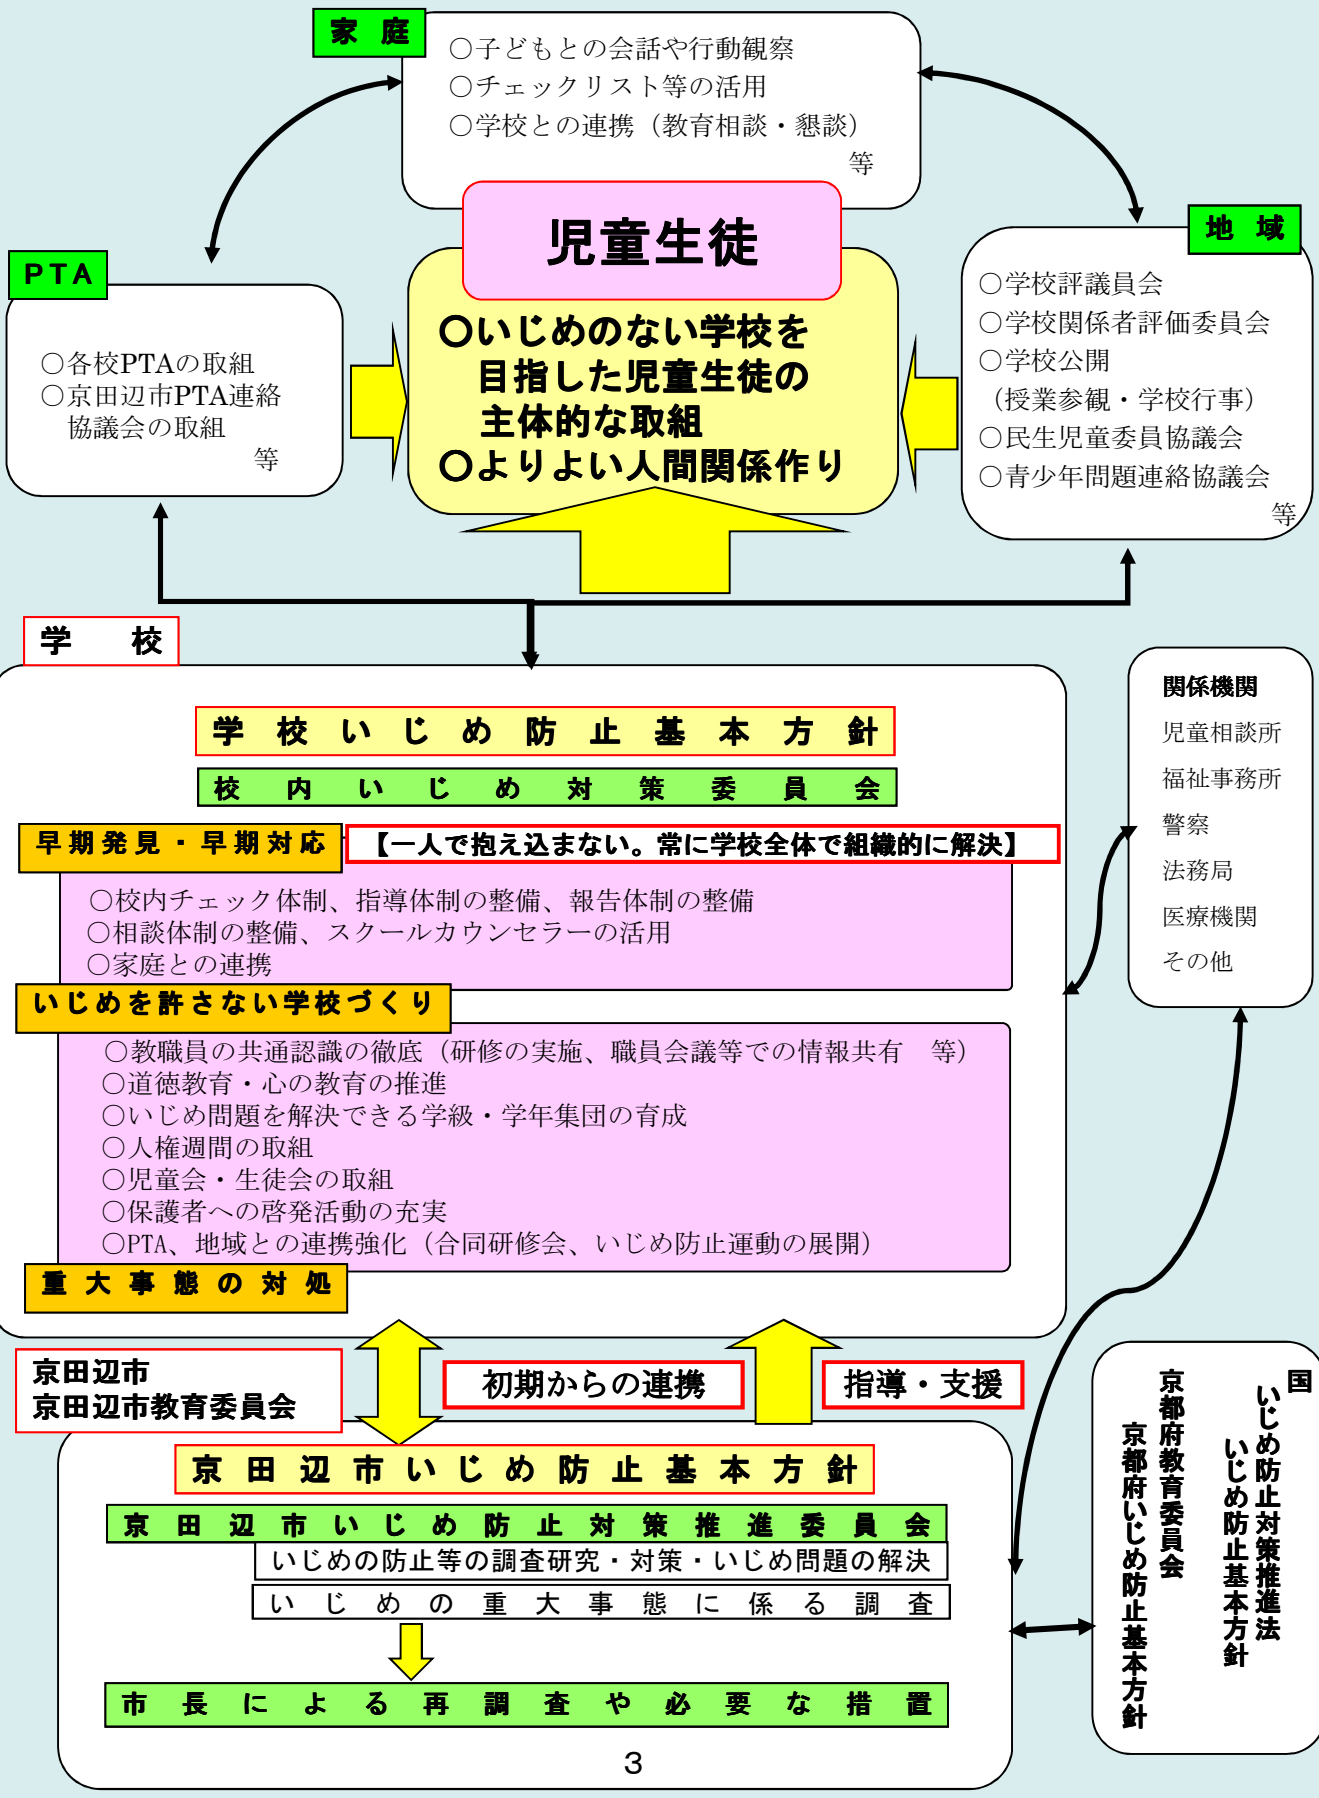 家庭
○子どもとの会話や行動観察
○チェックリスト等の活用
○学校との連携（教育相談・懇談）
等
児童生徒
○いじめのない学校を
目指した児童生徒の
主体的な取組
○よりよい人間関係作り
PTA
○各校PTAの取組
○京田辺市PTA連絡
協議会の取組
等
地域
○学校評議員会
○学校関係者評価委員会
○学校公開
（授業参観・学校行事）
○民生児童委員協議会
○青少年問題連絡協議会
等
学　校
学校いじめ防止基本方針
校内いじめ対策委員会
早期発見・早期対応
【一人で抱え込まない。常に学校全体で組織的に解決】
○校内チェック体制、指導体制の整備、報告体制の整備
○相談体制の整備、スクールカウンセラーの活用
○家庭との連携
いじめを許さない学校づくり
○教職員の共通認識の徹底（研修の実施、職員会議等での情報共有　等）
○道徳教育・心の教育の推進
○いじめ問題を解決できる学級・学年集団の育成
○人権週間の取組
○児童会・生徒会の取組
○保護者への啓発活動の充実
○PTA、地域との連携強化（合同研修会、いじめ防止運動の展開）
重大事態の対処
関係機関
児童相談所
福祉事務所
警察
法務局
医療機関
その他
初期からの連携
指導・支援
京田辺市
京田辺市教育委員会
京田辺市いじめ防止基本方針
京田辺市いじめ防止対策推進委員会
いじめの防止等の調査研究・対策・いじめ問題の解決
いじめの重大事態に係る調査
市長による再調査や必要な措置
国
いじめ防止対策推進法
いじめ防止基本方針
京都府教育委員会
京都府いじめ防止基本方針
3